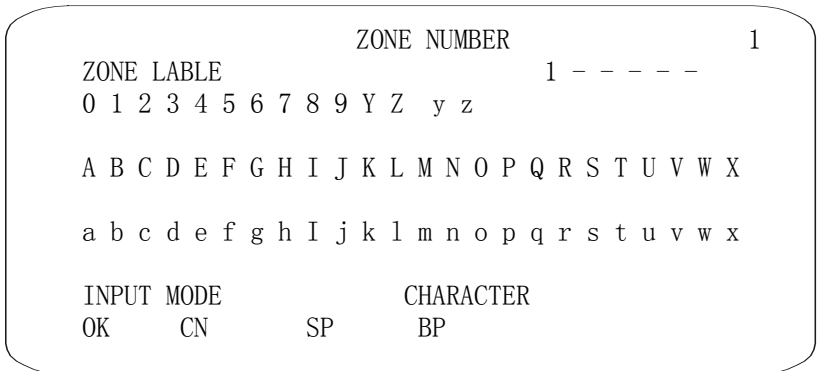 ZONE NUMBER 1
ZONE LABLE 1 - - - - -
0 1 2 3 4 5 6 7 8 9 Y Z y z
A B C D E F G H I J K L M N O P Q R S T U V W X
a b c d e f g h I j k l m n o p q r s t u v w x
INPUT MODE CHARACTER
OK CN SP BP